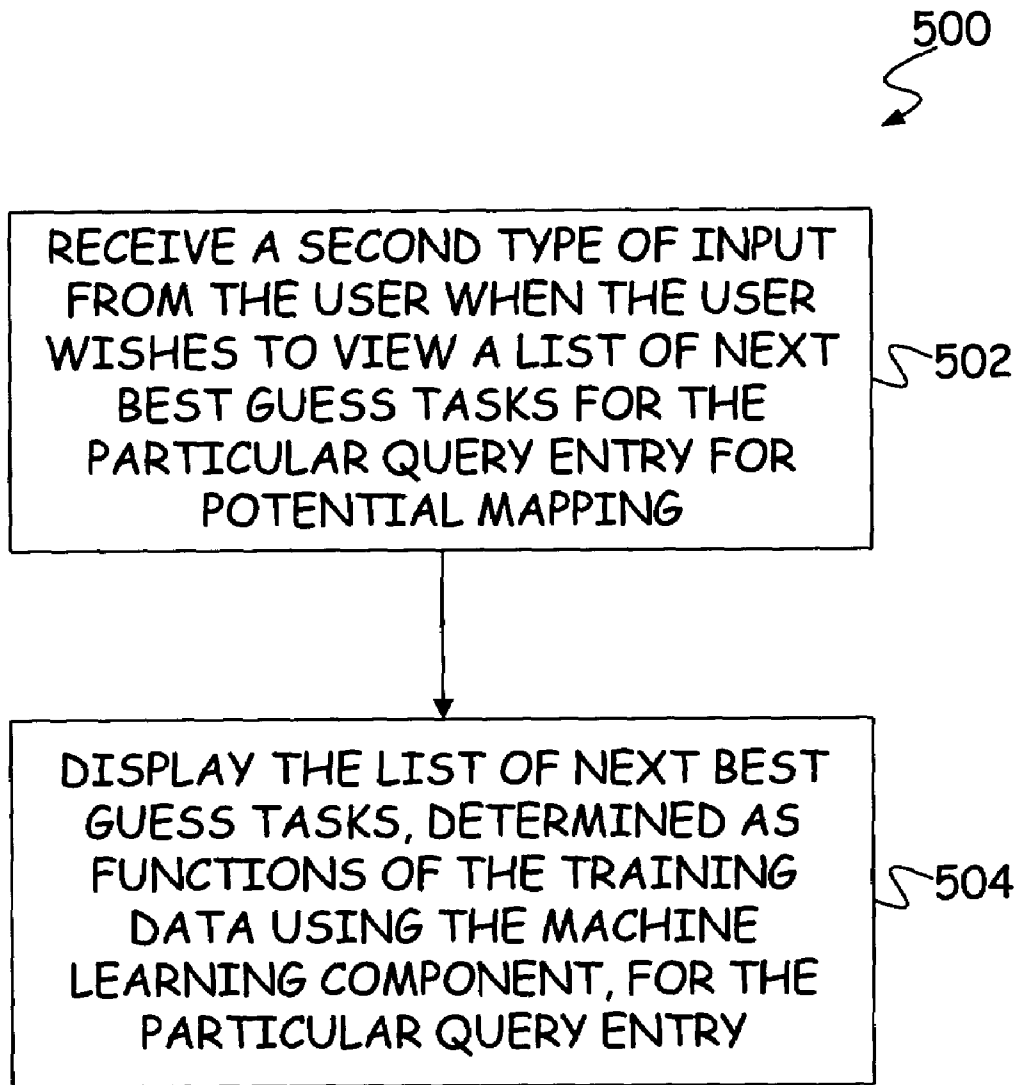 500
RECEIVE A SECOND TYPE OF INPUT
FROM THE USER WHEN THE USER
WISHES TO VIEW A LIST OF NEXT
BEST GUESS TASKS FOR THE
PARTICULAR QUERY ENTRY FOR
POTENTIAL MAPPING
502
DISPLAY THE LIST OF NEXT BEST
GUESS TASKS, DETERMINED AS
FUNCTIONS OF THE TRAINING
DATA USING THE MACHINE
LEARNING COMPONENT, FOR THE
PARTICULAR QUERY ENTRY
504